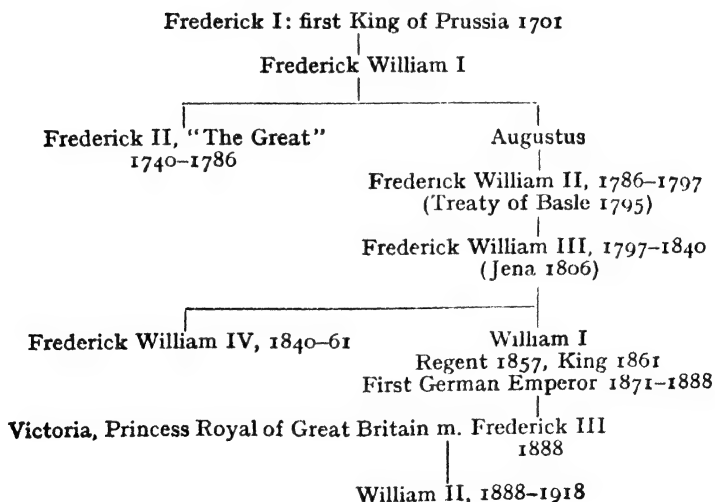 Frederick I: first King of Prussia 1701
Frederick William I
Frederick II, "The Great"
1740–1786
Augustus
Frederick William II, 1786–1797
(Treaty of Basle 1795)
Frederick William III, 1797–1840
(Jena 1806)
Frederick William IV, 1840–61
William I
Regent 1857, King 1861
First German Emperor 1871–1888
Victoria, Princess Royal of Great Britain m. Frederick III
1888
William II, 1888–1918